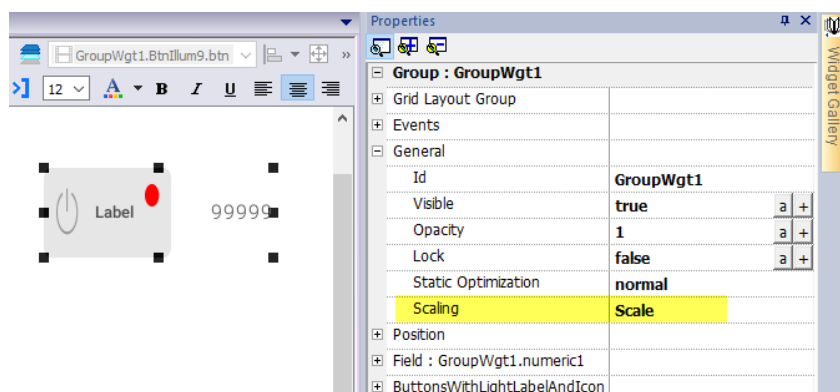 Properties
GroupWgt1.BtnIllum9.btn
»
12 A B I U
Group : GroupWgt1
Grid Layout Group
Events
General
Id GroupWgt1
Visible true a +
Opacity 1 a +
Lock false a +
Static Optimization normal
Scaling Scale
Position
Field : GroupWgt1.numeric1
ButtonsWithLightLabelAndIcon
Label 99999
Widget Gallery